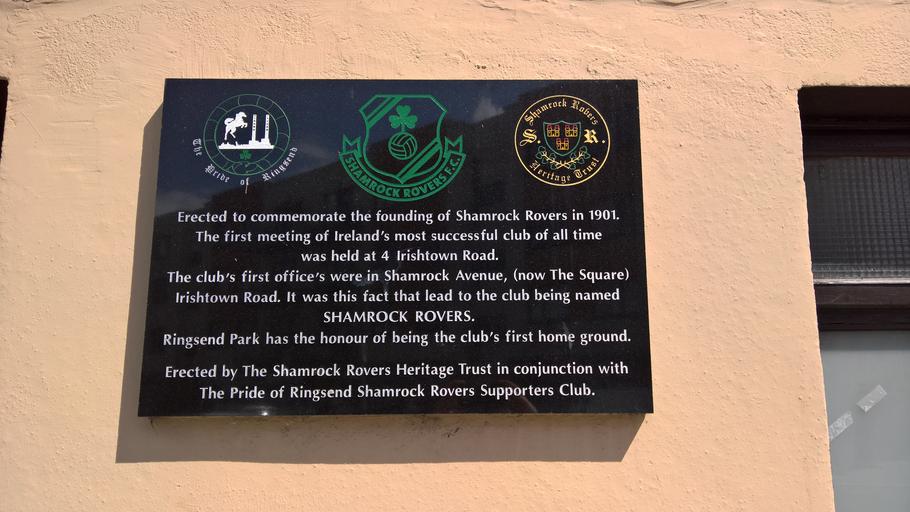 The Pride of Ringsend
SHAMROCK ROVERS F.C.
Shamrock Rovers
S R.
Heritage Trust
Erected to commemorate the founding of Shamrock Rovers in 1901.
The first meeting of Ireland's most successful club of all time
was held at 4 Irishtown Road.
The club's first office's were in Shamrock Avenue, (now The Square)
Irishtown Road. It was this fact that lead to the club being named
SHAMROCK ROVERS.
Ringsend Park has the honour of being the club's first home ground.
Erected by The Shamrock Rovers Heritage Trust in conjunction with
The Pride of Ringsend Shamrock Rovers Supporters Club.